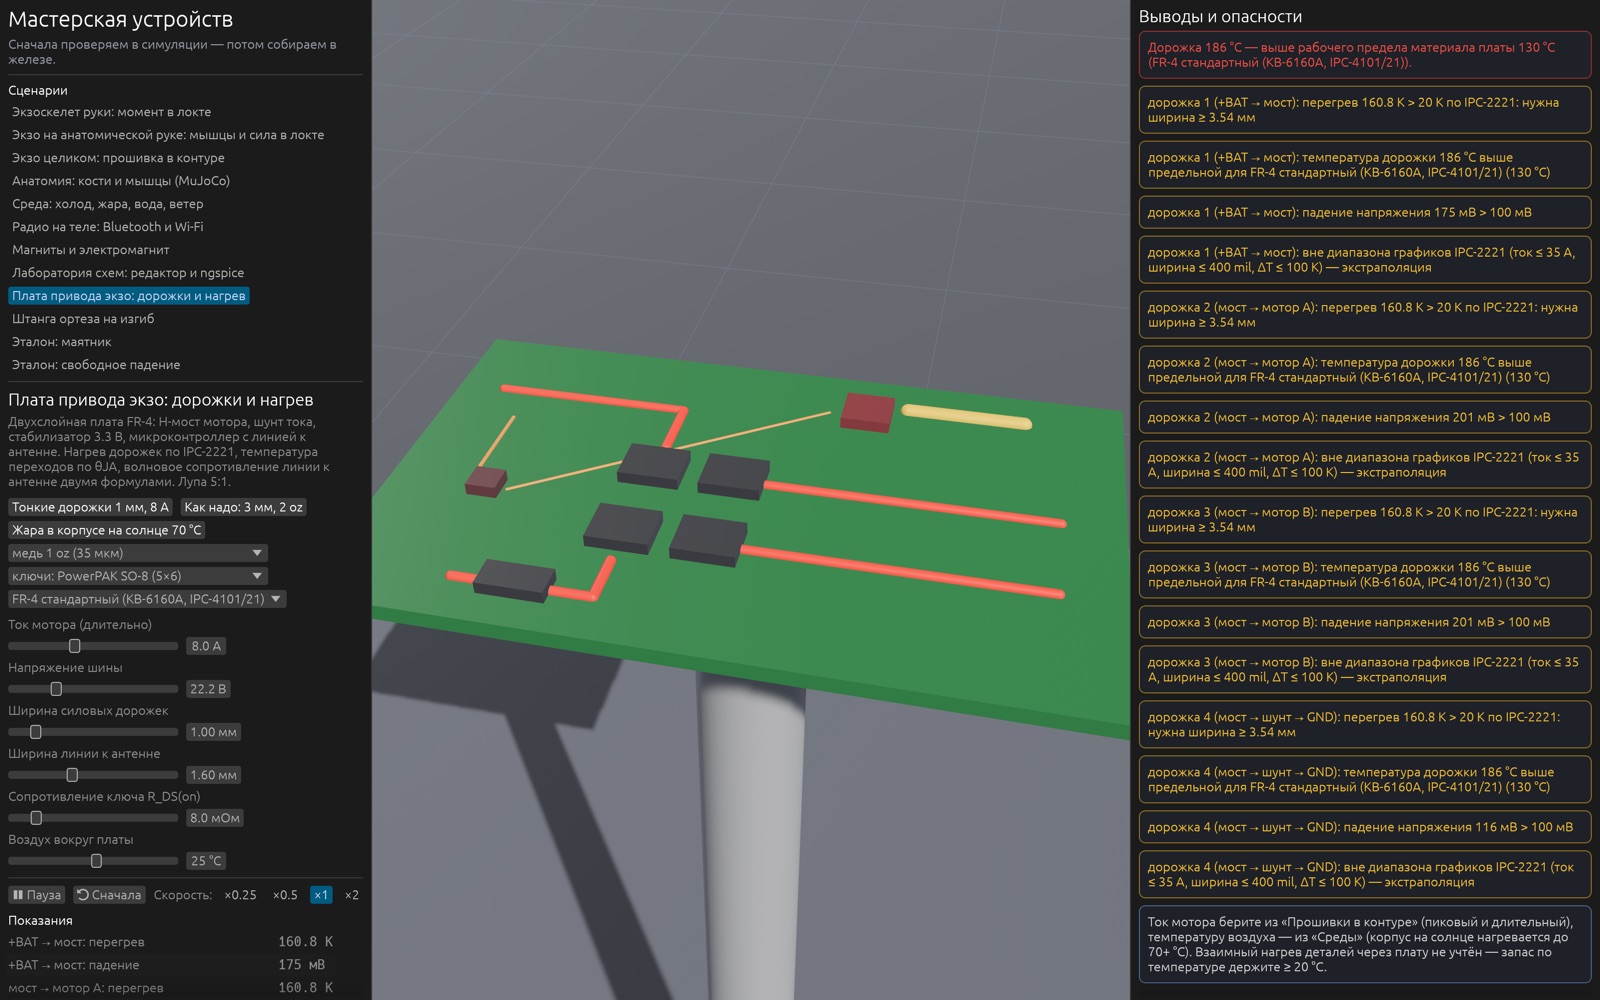 Мастерская устройств
Сначала проверяем в симуляции — потом собираем в
железе.
Сценарии
Экзоскелет руки: момент в локте
Экзо на анатомической руке: мышцы и сила в локте
Экзо целиком: прошивка в контуре
Анатомия: кости и мышцы (MuJoCo)
Среда: холод, жара, вода, ветер
Радио на теле: Bluetooth и Wi-Fi
Магниты и электромагнит
Лаборатория схем: редактор и ngspice
Плата привода экзо: дорожки и нагрев
Штанга ортеза на изгиб
Эталон: маятник
Эталон: свободное падение
Плата привода экзо: дорожки и нагрев
Двухслойная плата FR-4: H-мост мотора, шунт тока,
стабилизатор 3.3 В, микроконтроллер с линией к
антенне. Нагрев дорожек по IPC-2221, температура
переходов по θJA, волновое сопротивление линии к
антенне двумя формулами. Лупа 5:1.
Тонкие дорожки 1 мм, 8 А Как надо: 3 мм, 2 oz
Жара в корпусе на солнце 70 °C
медь 1 oz (35 мкм)
ключи: PowerPAK SO-8 (5×6)
FR-4 стандартный (KB-6160A, IPC-4101/21)
Ток мотора (длительно)
8.0 А
Напряжение шины
22.2 В
Ширина силовых дорожек
1.00 мм
Ширина линии к антенне
1.60 мм
Сопротивление ключа R_DS(on)
8.0 мОм
Воздух вокруг платы
25 °C
Пауза Сначала Скорость: ×0.25 ×0.5 ×1 ×2
Показания
+BAT → мост: перегрев 160.8 K
+BAT → мост: падение 175 мВ
мост → мотор A: перегрев 160.8 K
Выводы и опасности
Дорожка 186 °C — выше рабочего предела материала платы 130 °C
(FR-4 стандартный (KB-6160A, IPC-4101/21)).
дорожка 1 (+BAT → мост): перегрев 160.8 K > 20 K по IPC-2221: нужна
ширина ≥ 3.54 мм
дорожка 1 (+BAT → мост): температура дорожки 186 °C выше
предельной для FR-4 стандартный (KB-6160A, IPC-4101/21) (130 °C)
дорожка 1 (+BAT → мост): падение напряжения 175 мВ > 100 мВ
дорожка 1 (+BAT → мост): вне диапазона графиков IPC-2221 (ток ≤ 35 А,
ширина ≤ 400 mil, ΔT ≤ 100 K) — экстраполяция
дорожка 2 (мост → мотор A): перегрев 160.8 K > 20 K по IPC-2221: нужна
ширина ≥ 3.54 мм
дорожка 2 (мост → мотор A): температура дорожки 186 °C выше
предельной для FR-4 стандартный (KB-6160A, IPC-4101/21) (130 °C)
дорожка 2 (мост → мотор A): падение напряжения 201 мВ > 100 мВ
дорожка 2 (мост → мотор A): вне диапазона графиков IPC-2221 (ток ≤ 35
А, ширина ≤ 400 mil, ΔT ≤ 100 K) — экстраполяция
дорожка 3 (мост → мотор B): перегрев 160.8 K > 20 K по IPC-2221: нужна
ширина ≥ 3.54 мм
дорожка 3 (мост → мотор B): температура дорожки 186 °C выше
предельной для FR-4 стандартный (KB-6160A, IPC-4101/21) (130 °C)
дорожка 3 (мост → мотор B): падение напряжения 201 мВ > 100 мВ
дорожка 3 (мост → мотор B): вне диапазона графиков IPC-2221 (ток ≤ 35
А, ширина ≤ 400 mil, ΔT ≤ 100 K) — экстраполяция
дорожка 4 (мост → шунт → GND): перегрев 160.8 K > 20 K по IPC-2221:
нужна ширина ≥ 3.54 мм
дорожка 4 (мост → шунт → GND): температура дорожки 186 °C выше
предельной для FR-4 стандартный (KB-6160A, IPC-4101/21) (130 °C)
дорожка 4 (мост → шунт → GND): падение напряжения 116 мВ > 100 мВ
дорожка 4 (мост → шунт → GND): вне диапазона графиков IPC-2221 (ток
≤ 35 А, ширина ≤ 400 mil, ΔT ≤ 100 K) — экстраполяция
Ток мотора берите из «Прошивки в контуре» (пиковый и длительный),
температуру воздуха — из «Среды» (корпус на солнце нагревается до
70+ °C). Взаимный нагрев деталей через плату не учтён — запас по
температуре держите ≥ 20 °C.